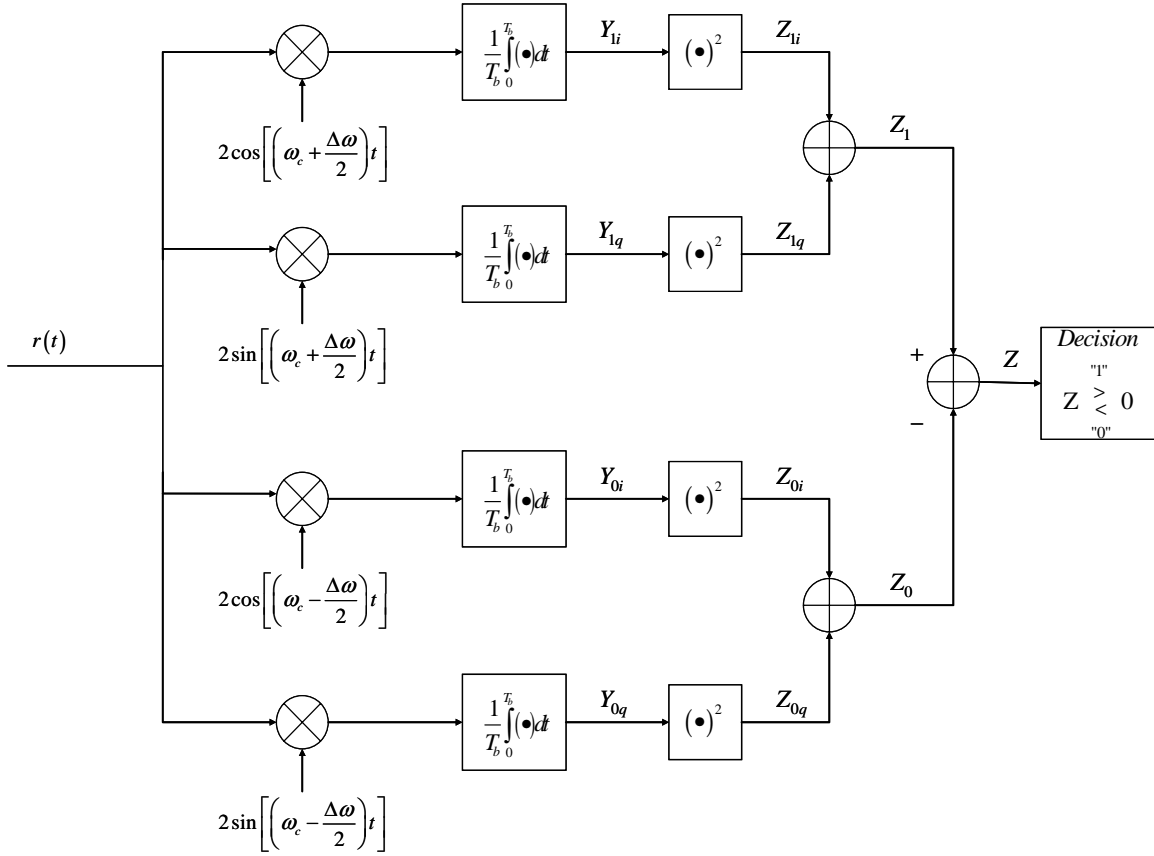 r(t)
2cos[(ω_c + Δω/2)t]
1/T_b ∫_0^{T_b} (•)dt
Y_{1i}
(•)^2
Z_{1i}
2sin[(ω_c + Δω/2)t]
1/T_b ∫_0^{T_b} (•)dt
Y_{1q}
(•)^2
Z_{1q}
Z_1
2cos[(ω_c − Δω/2)t]
1/T_b ∫_0^{T_b} (•)dt
Y_{0i}
(•)^2
Z_{0i}
2sin[(ω_c − Δω/2)t]
1/T_b ∫_0^{T_b} (•)dt
Y_{0q}
(•)^2
Z_{0q}
Z_0
+
−
Z
Decision
"1"
Z > < 0
"0"